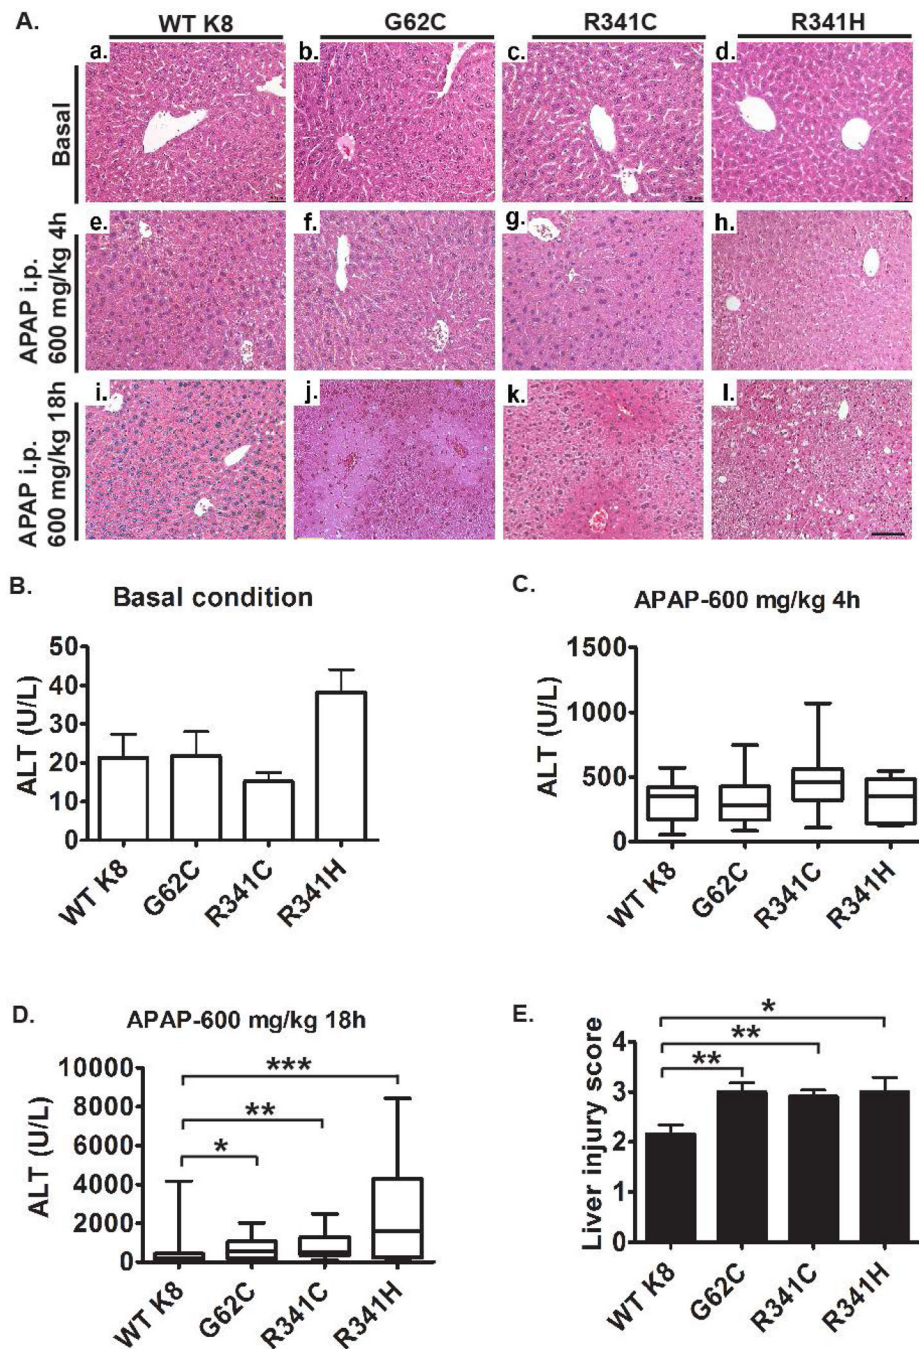 A.
WT K8 G62C R341C R341H
Basal
a. b. c. d.
APAP i.p.
600 mg/kg 4h
e. f. g. h.
APAP i.p.
600 mg/kg 18h
i. j. k. l.
B.
Basal condition
ALT (U/L)
50
40
30
20
10
0
WT K8 G62C R341C R341H
C.
APAP-600 mg/kg 4h
ALT (U/L)
1500
1000
500
0
WT K8 G62C R341C R341H
D.
APAP-600 mg/kg 18h
ALT (U/L)
10000
8000
6000
4000
2000
0
***
**
*
WT K8 G62C R341C R341H
E.
Liver injury score
4
3
2
1
0
*
**
**
WT K8 G62C R341C R341H